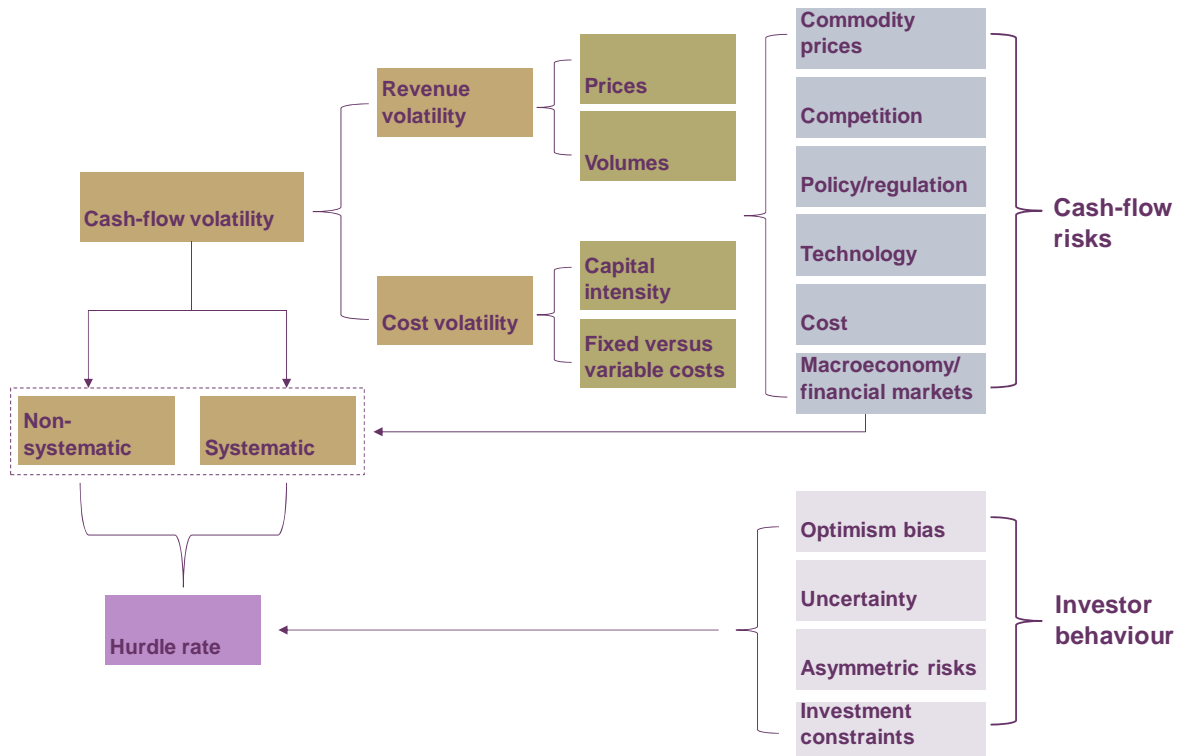 Commodity
prices
Revenue
volatility
Prices
Competition
Volumes
Policy/regulation
Cash-flow volatility
Cash-flow
risks
Technology
Capital
intensity
Cost volatility
Cost
Fixed versus
variable costs
Macroeconomy/
financial markets
Non-
systematic
Systematic
Optimism bias
Uncertainty
Investor
behaviour
Hurdle rate
Asymmetric risks
Investment
constraints